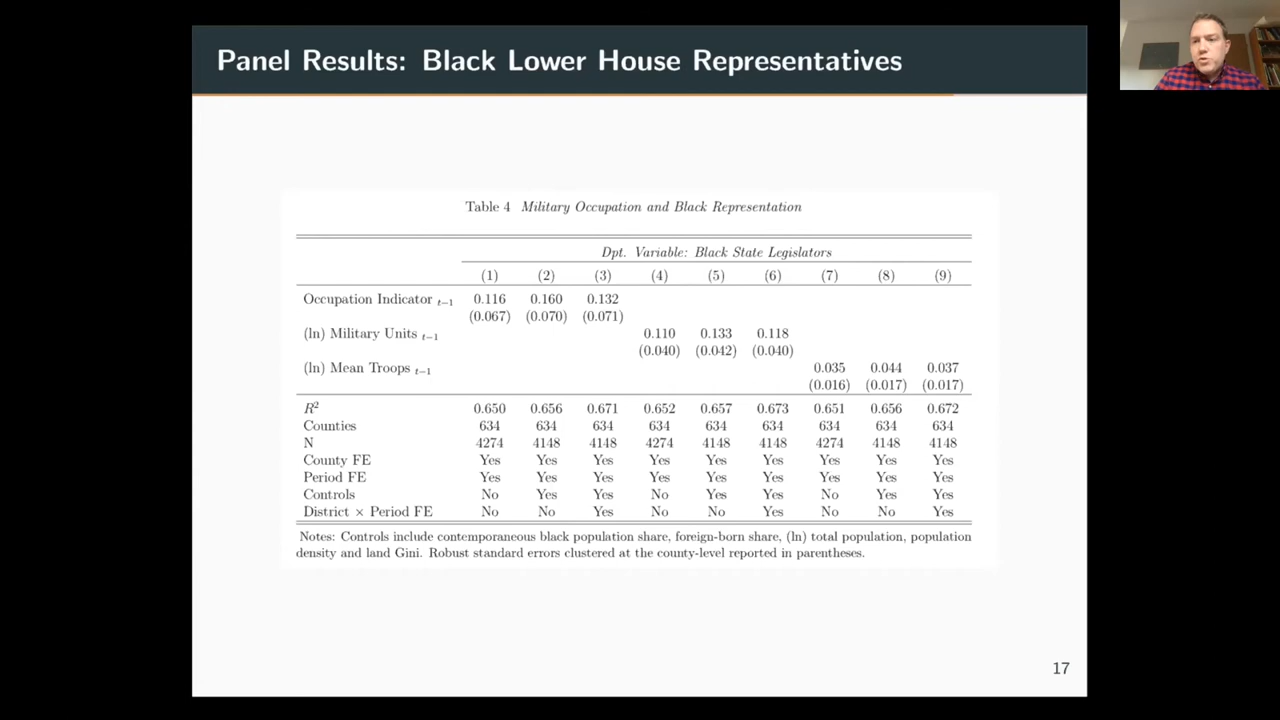 Panel Results: Black Lower House Representatives
Table 4 Military Occupation and Black Representation
Dpt. Variable: Black State Legislators
(1) (2) (3) (4) (5) (6) (7) (8) (9)
Occupation Indicator t−1 0.116 0.160 0.132
(0.067) (0.070) (0.071)
(ln) Military Units t−1 0.110 0.133 0.118
(0.040) (0.042) (0.040)
(ln) Mean Troops t−1 0.035 0.044 0.037
(0.016) (0.017) (0.017)
R² 0.650 0.656 0.671 0.652 0.657 0.673 0.651 0.656 0.672
Counties 634 634 634 634 634 634 634 634 634
N 4274 4148 4148 4274 4148 4148 4274 4148 4148
County FE Yes Yes Yes Yes Yes Yes Yes Yes Yes
Period FE Yes Yes Yes Yes Yes Yes Yes Yes Yes
Controls No Yes Yes No Yes Yes No Yes Yes
District × Period FE No No Yes No No Yes No No Yes
Notes: Controls include contemporaneous black population share, foreign-born share, (ln) total population, population
density and land Gini. Robust standard errors clustered at the county-level reported in parentheses.
17